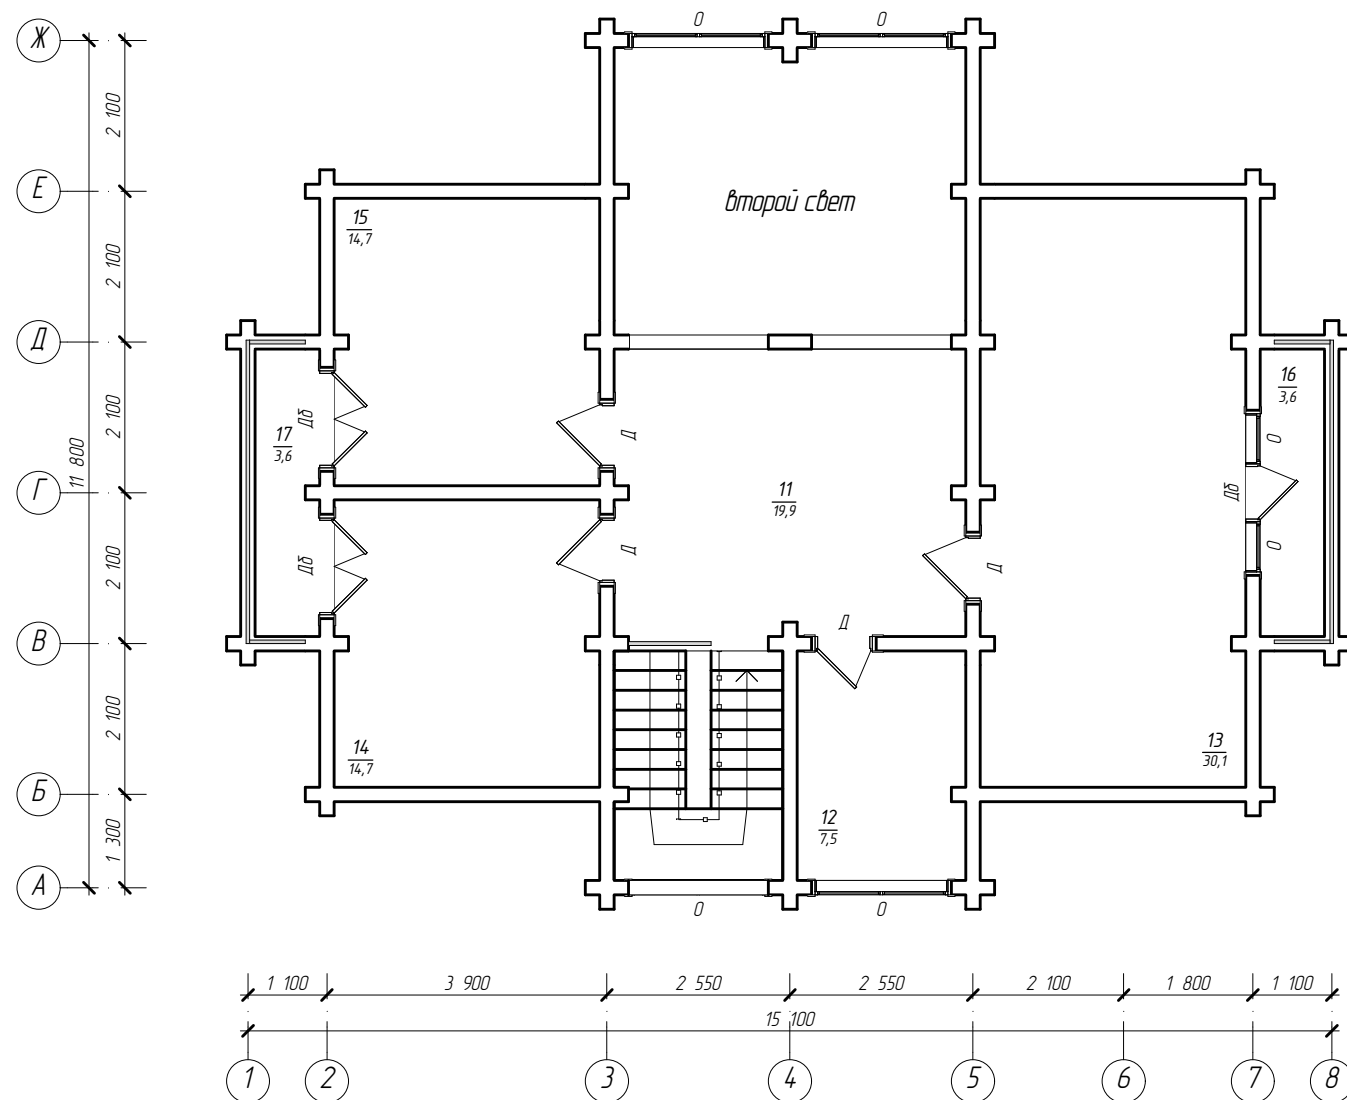 О О
Ж
2 100
Е
второй свет
15
14,7
2 100
Д
16
3,6
2 100
Дб
17
3,6
Д
О
11 800
Г
11
19,9
Дб
2 100
Дб
Д
Д
О
Д
В
2 100
14
14,7
13
30,1
Б
12
7,5
1 300
А
О О
1 100 3 900 2 550 2 550 2 100 1 800 1 100
15 100
1 2 3 4 5 6 7 8